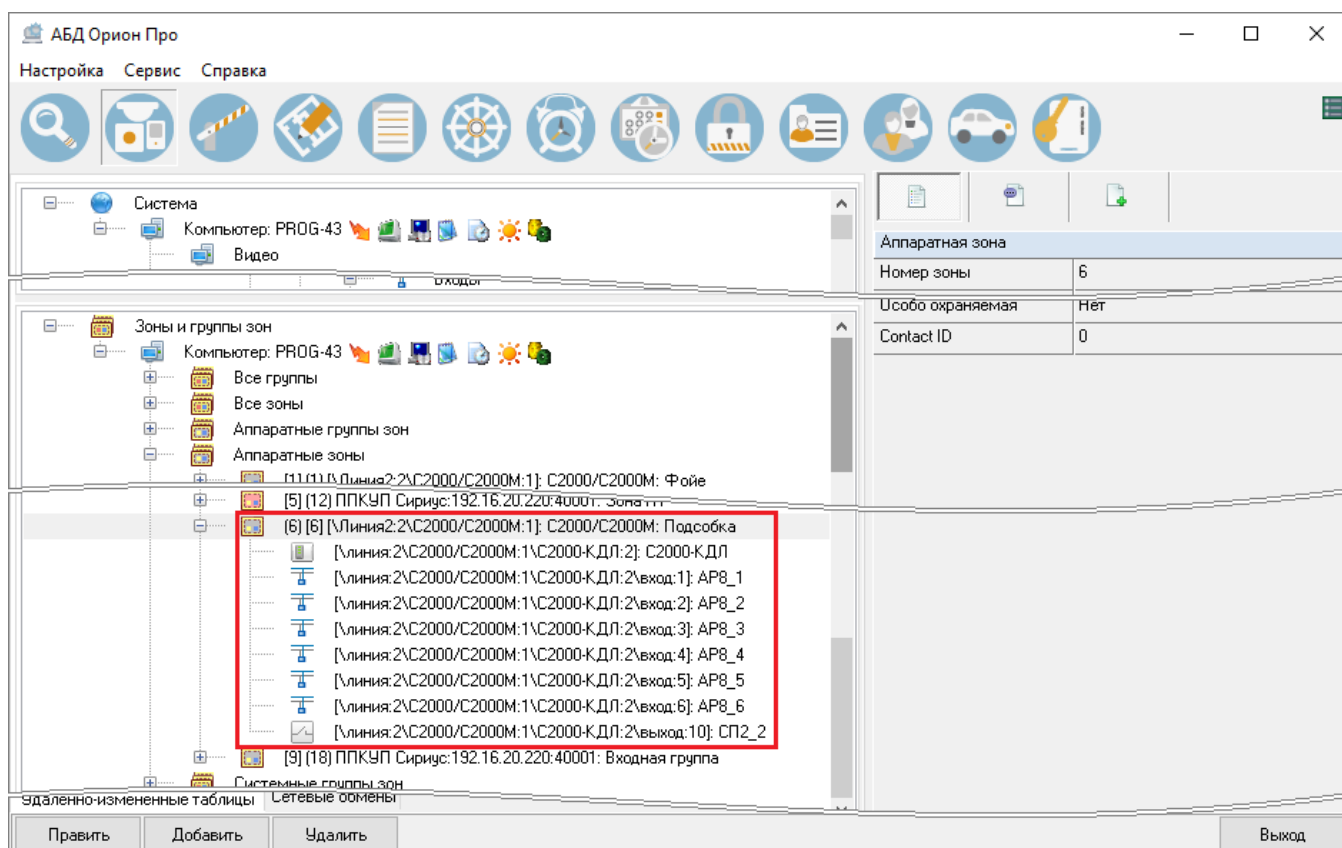 АБД Орион Про
Настройка Сервис Справка
Система
Компьютер: PROG-43
Видео
Входы
Зоны и группы зон
Компьютер: PROG-43
Все группы
Все зоны
Аппаратные группы зон
Аппаратные зоны
[1] (1) [\Линия2:2\С2000/С2000М:1]: С2000/С2000М: Фойе
[5] (12) ППКУП Сириус:192.16.20.220:40001: Зона ПТ
(6) [6] [\Линия2:2\С2000/С2000М:1]: С2000/С2000М: Подсобка
[\линия:2\С2000/С2000М:1\С2000-КДЛ:2]: С2000-КДЛ
[\линия:2\С2000/С2000М:1\С2000-КДЛ:2\вход:1]: АР8_1
[\линия:2\С2000/С2000М:1\С2000-КДЛ:2\вход:2]: АР8_2
[\линия:2\С2000/С2000М:1\С2000-КДЛ:2\вход:3]: АР8_3
[\линия:2\С2000/С2000М:1\С2000-КДЛ:2\вход:4]: АР8_4
[\линия:2\С2000/С2000М:1\С2000-КДЛ:2\вход:5]: АР8_5
[\линия:2\С2000/С2000М:1\С2000-КДЛ:2\вход:6]: АР8_6
[\линия:2\С2000/С2000М:1\С2000-КДЛ:2\выход:10]: СП2_2
[9] (18) ППКУП Сириус:192.16.20.220:40001: Входная группа
Системные группы зон
Удаленно-измененные таблицы Сетевые обмены
Аппаратная зона
Номер зоны 6
Особо охраняемая Нет
Contact ID 0
Править Добавить Удалить Выход